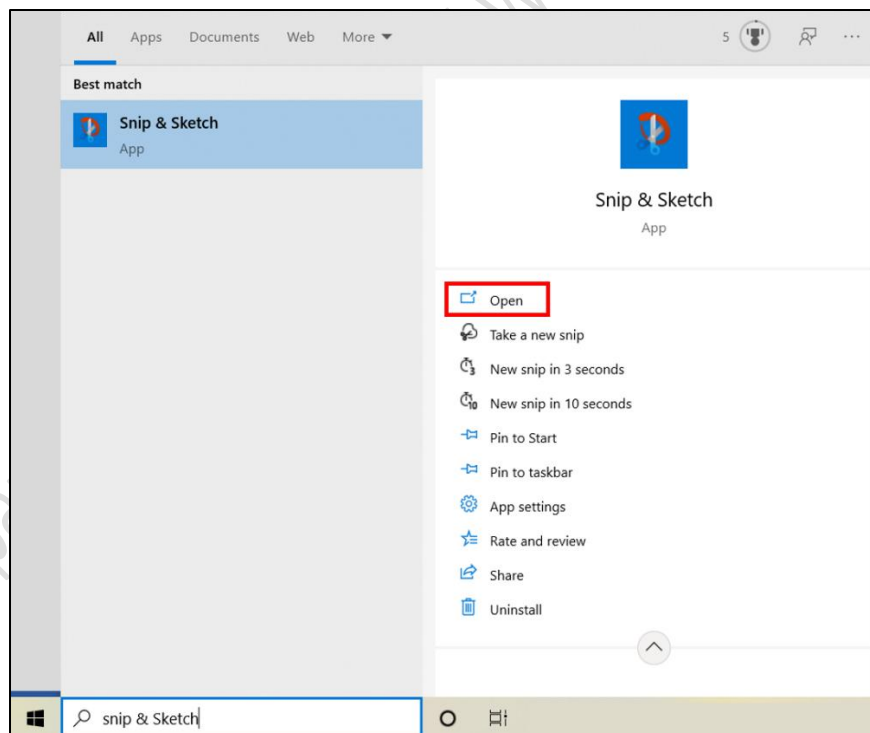 All Apps Documents Web More
5
Best match
Snip & Sketch
App
Snip & Sketch
App
Open
Take a new snip
3 New snip in 3 seconds
10 New snip in 10 seconds
Pin to Start
Pin to taskbar
App settings
Rate and review
Share
Uninstall
snip & Sketch